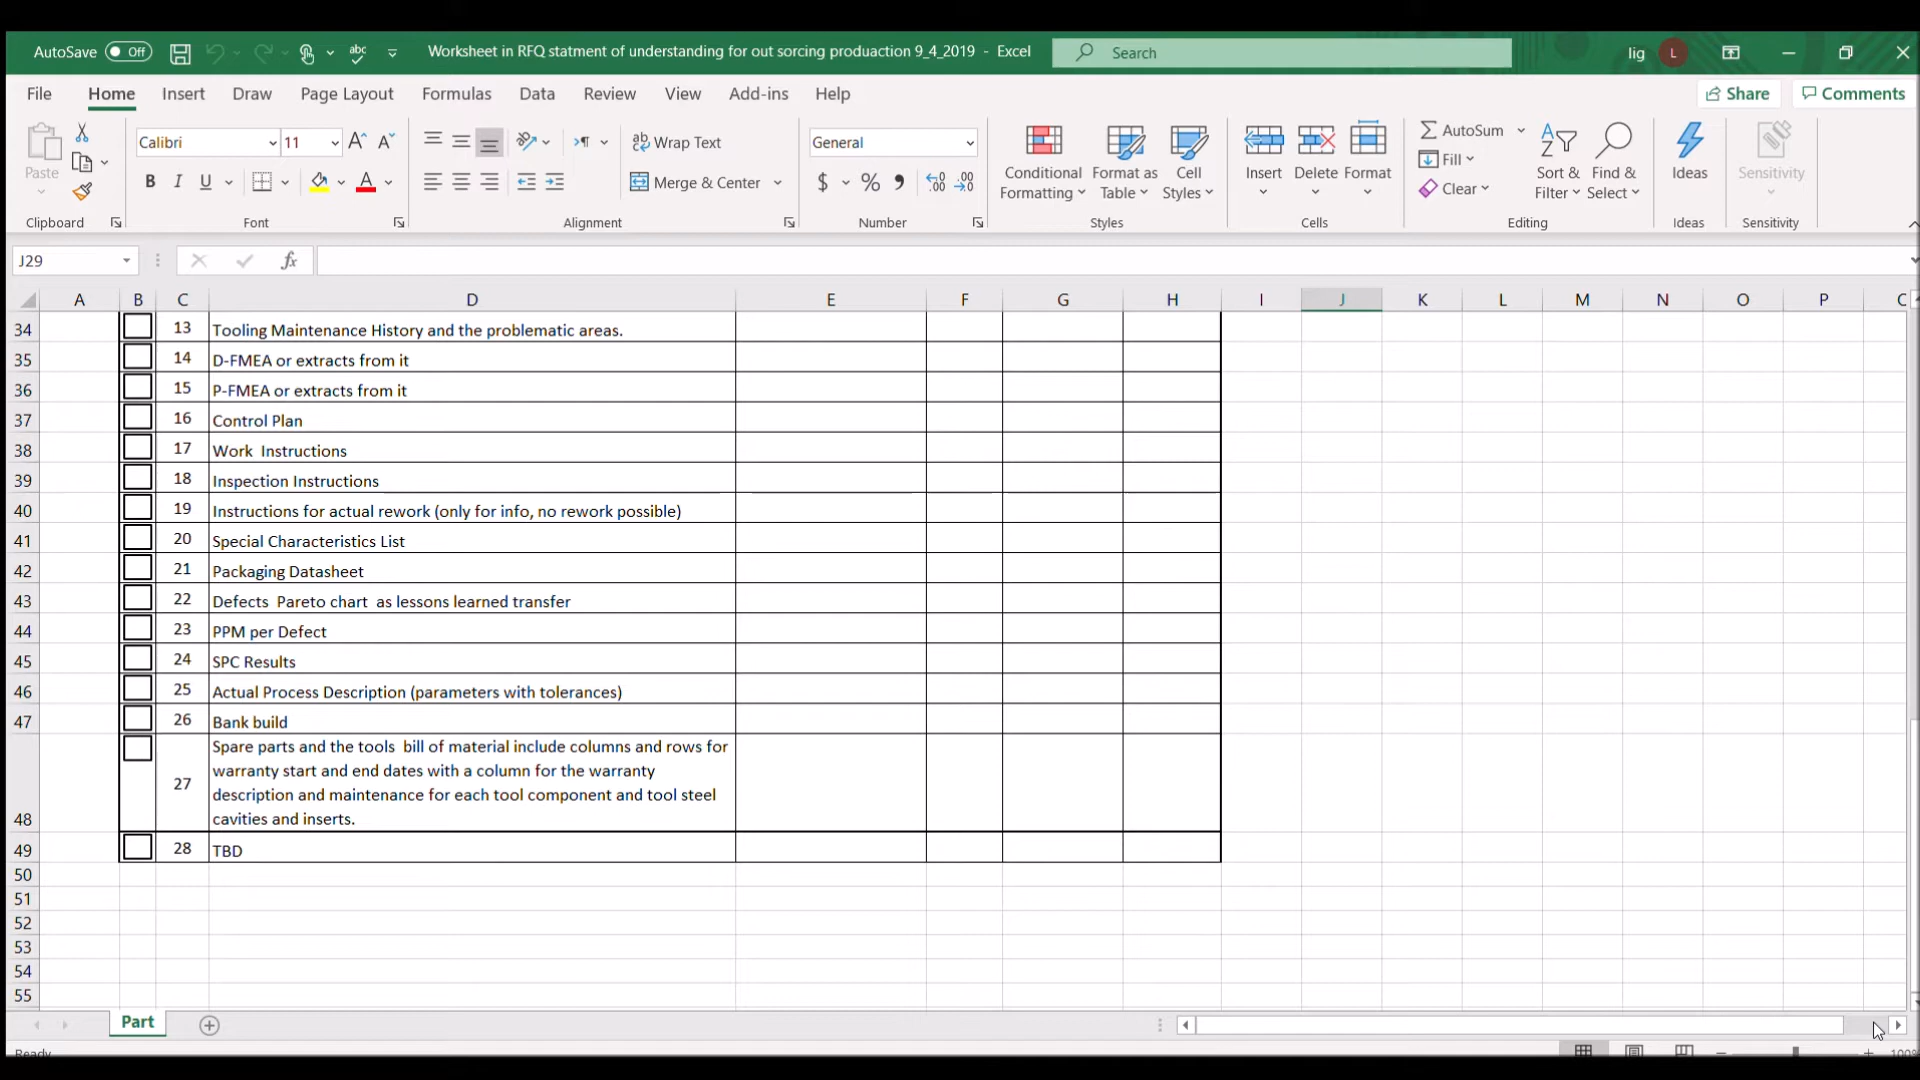 AutoSave Off
Worksheet in RFQ statment of understanding for out sorcing produaction 9_4_2019 - Excel
Search
lig L
File Home Insert Draw Page Layout Formulas Data Review View Add-ins Help
Share Comments
Paste
Clipboard
Calibri 11
B I U
Font
Wrap Text
Merge & Center
Alignment
General
$ %
Number
Conditional Formatting
Format as Table
Cell Styles
Styles
Insert Delete Format
Cells
AutoSum
Fill
Clear
Sort & Filter
Find & Select
Editing
Ideas
Ideas
Sensitivity
Sensitivity
J29 fx
A B C D E F G H I J K L M N O P
34 13 Tooling Maintenance History and the problematic areas.
35 14 D-FMEA or extracts from it
36 15 P-FMEA or extracts from it
37 16 Control Plan
38 17 Work Instructions
39 18 Inspection Instructions
40 19 Instructions for actual rework (only for info, no rework possible)
41 20 Special Characteristics List
42 21 Packaging Datasheet
43 22 Defects Pareto chart as lessons learned transfer
44 23 PPM per Defect
45 24 SPC Results
46 25 Actual Process Description (parameters with tolerances)
47 26 Bank build
48 27 Spare parts and the tools bill of material include columns and rows for
warranty start and end dates with a column for the warranty
description and maintenance for each tool component and tool steel
cavities and inserts.
49 28 TBD
50
51
52
53
54
55
Part
Ready
100%